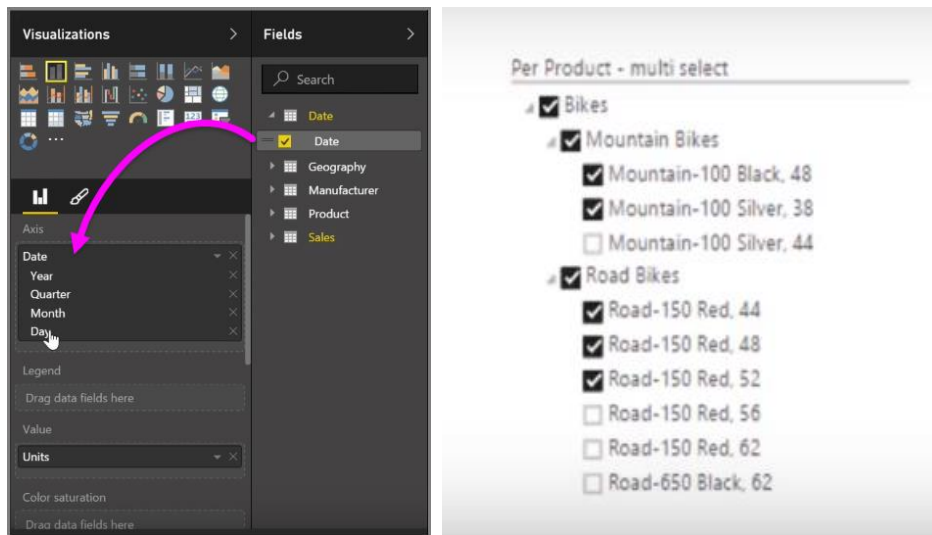 Visualizations
Fields
Search
Date
Date
Geography
Manufacturer
Product
Sales
Axis
Date
Year
Quarter
Month
Day
Legend
Drag data fields here
Value
Units
Color saturation
Drag data fields here
Per Product - multi select
Bikes
Mountain Bikes
Mountain-100 Black, 48
Mountain-100 Silver, 38
Mountain-100 Silver, 44
Road Bikes
Road-150 Red, 44
Road-150 Red, 48
Road-150 Red, 52
Road-150 Red, 56
Road-150 Red, 62
Road-650 Black, 62